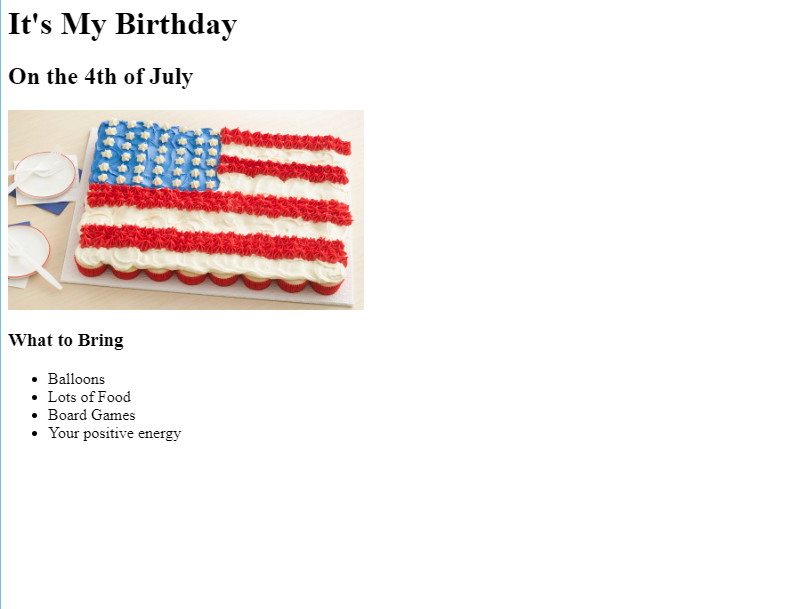 It's My Birthday
On the 4th of July
What to Bring
Balloons
Lots of Food
Board Games
Your positive energy